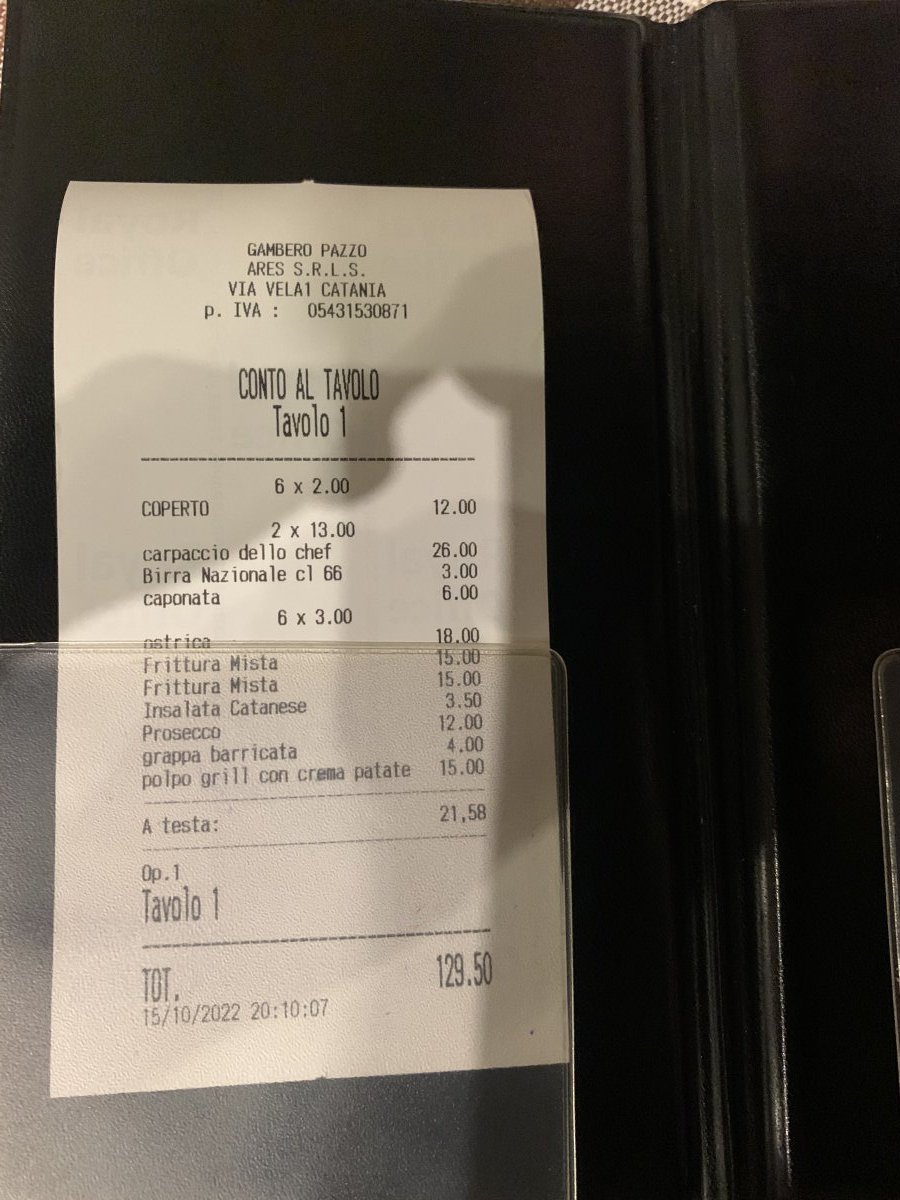 GAMBERO PAZZO
ARES S.R.L.S.
VIA VELA1 CATANIA
p. IVA : 05431530871
CONTO AL TAVOLO
Tavolo 1
6 x 2.00
COPERTO 12.00
2 x 13.00
carpaccio dello chef 26.00
Birra Nazionale cl 66 3.00
caponata 6.00
6 x 3.00
ostrica 18.00
Frittura Mista 15.00
Frittura Mista 15.00
Insalata Catanese 3.50
Prosecco 12.00
grappa barricata 4.00
polpo grill con crema patate 15.00
A testa: 21,58
Op.1
Tavolo 1
TOT. 129.50
15/10/2022 20:10:07